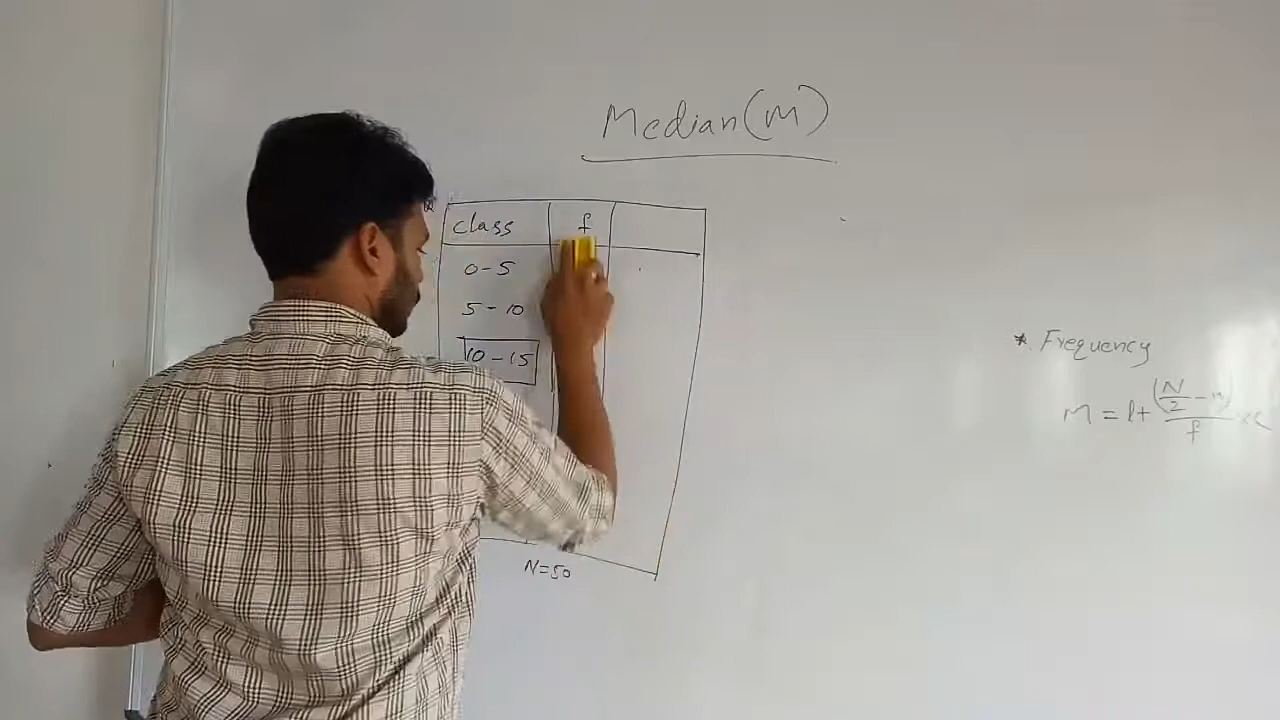 Median (M)
class f
0-5
5-10
10-15
N=50
* Frequency
M = l + (N/2 - m)/f × c